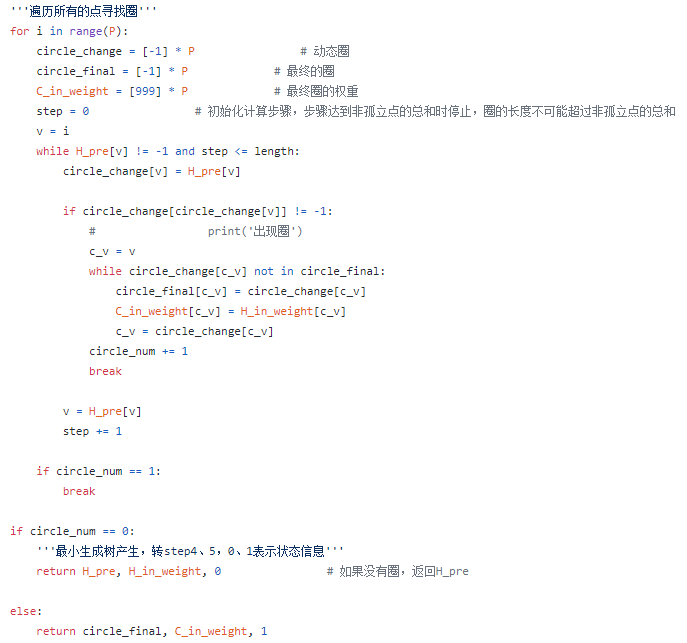 '''遍历所有的点寻找圈'''
for i in range(P):
    circle_change = [-1] * P                # 动态圈
    circle_final = [-1] * P             # 最终的圈
    C_in_weight = [999] * P             # 最终圈的权重
    step = 0                # 初始化计算步骤，步骤达到非孤立点的总和时停止，圈的长度不可能超过非孤立点的总和
    v = i
    while H_pre[v] != -1 and step <= length:
        circle_change[v] = H_pre[v]

        if circle_change[circle_change[v]] != -1:
            #                 print('出现圈')
            c_v = v
            while circle_change[c_v] not in circle_final:
                circle_final[c_v] = circle_change[c_v]
                C_in_weight[c_v] = H_in_weight[c_v]
                c_v = circle_change[c_v]
            circle_num += 1
            break

        v = H_pre[v]
        step += 1

    if circle_num == 1:
        break

if circle_num == 0:
    '''最小生成树产生，转step4、5，0、1表示状态信息'''
    return H_pre, H_in_weight, 0                # 如果没有圈，返回H_pre

else:
    return circle_final, C_in_weight, 1